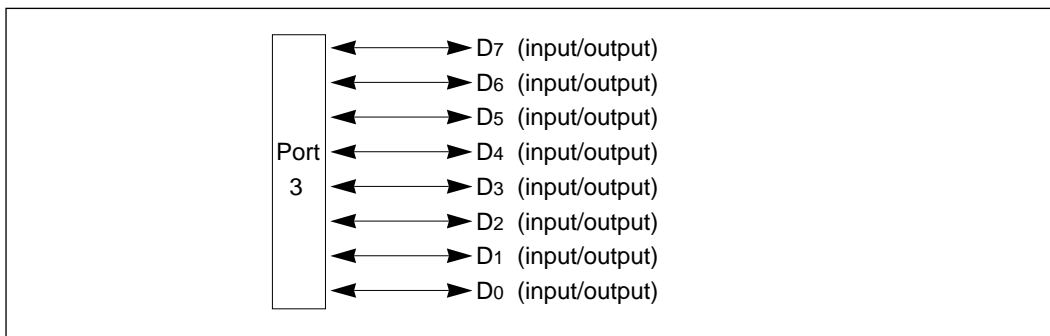 D7 (input/output)
D6 (input/output)
D5 (input/output)
Port
D4 (input/output)
3
D3 (input/output)
D2 (input/output)
D1 (input/output)
D0 (input/output)